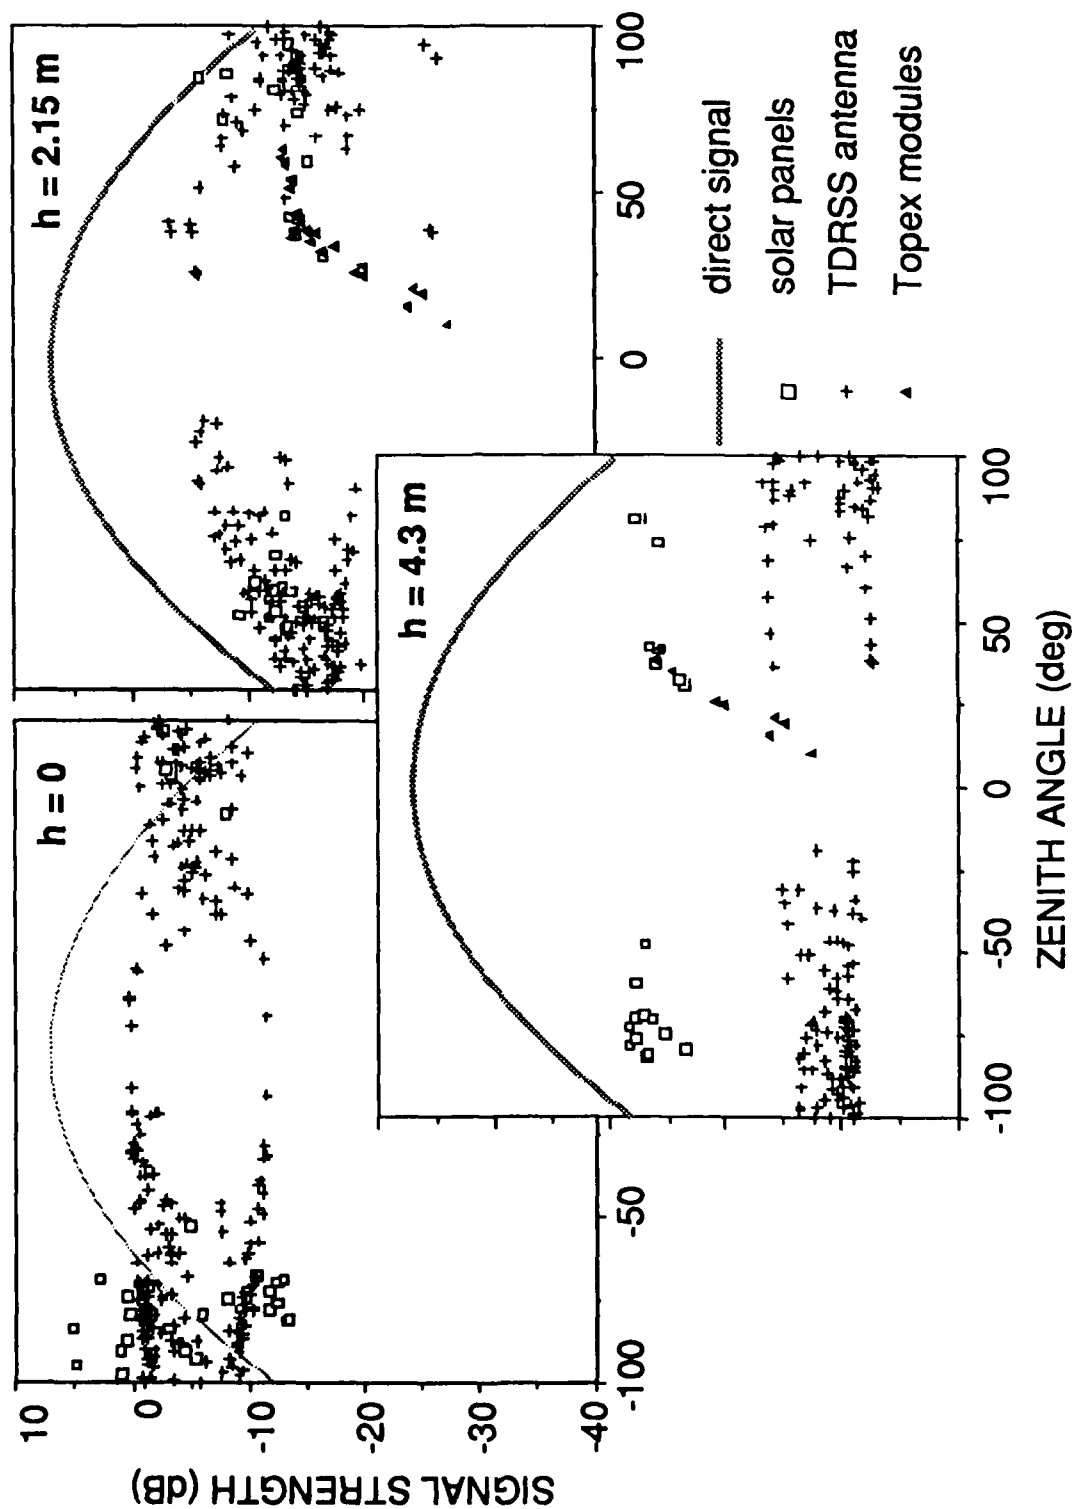 h = 0
h = 2.15 m
h = 4.3 m
10
0
-10
-20
-30
-40
SIGNAL STRENGTH (dB)
-100
-50
0
50
100
-100
-50
0
50
100
ZENITH ANGLE (deg)
direct signal
solar panels
TDRSS antenna
Topex modules